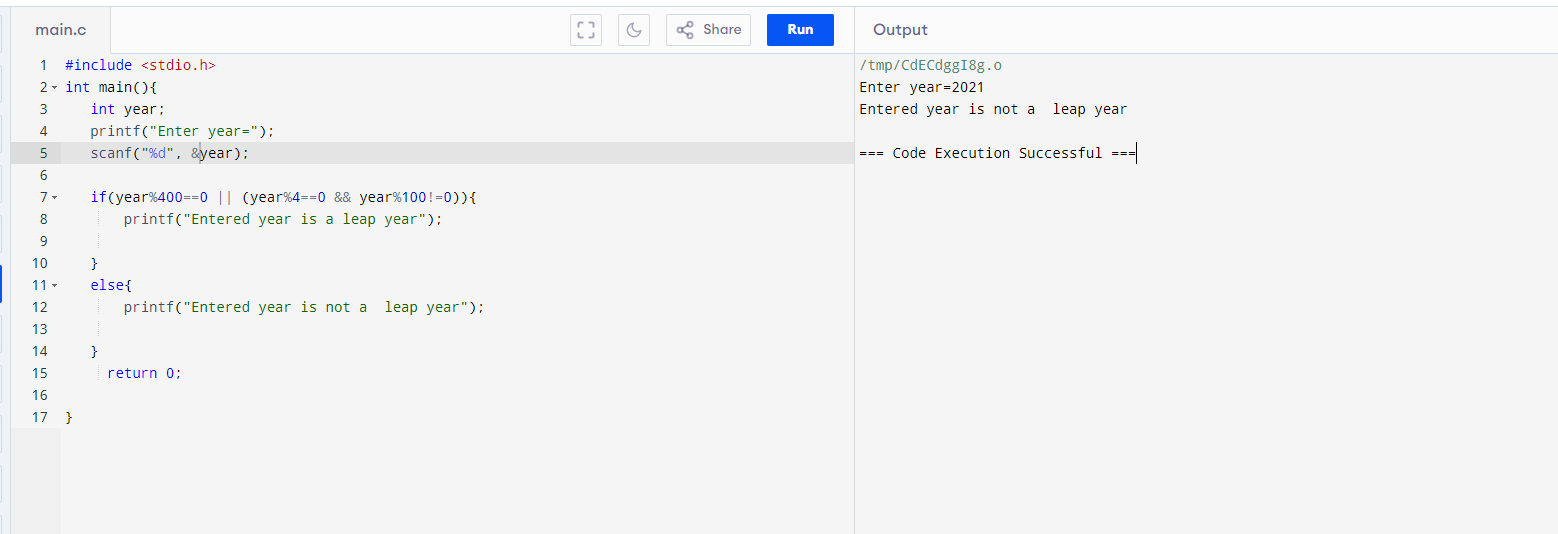 main.c
Share
Run
Output
1 #include <stdio.h>
2 int main(){
3 int year;
4 printf("Enter year=");
5 scanf("%d", &year);
6
7 if(year%400==0 || (year%4==0 && year%100!=0)){
8 printf("Entered year is a leap year");
9
10 }
11 else{
12 printf("Entered year is not a  leap year");
13
14 }
15 return 0;
16
17 }
/tmp/CdECdggI8g.o
Enter year=2021
Entered year is not a  leap year
=== Code Execution Successful ===